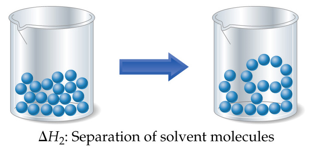 ΔH₂: Separation of solvent molecules